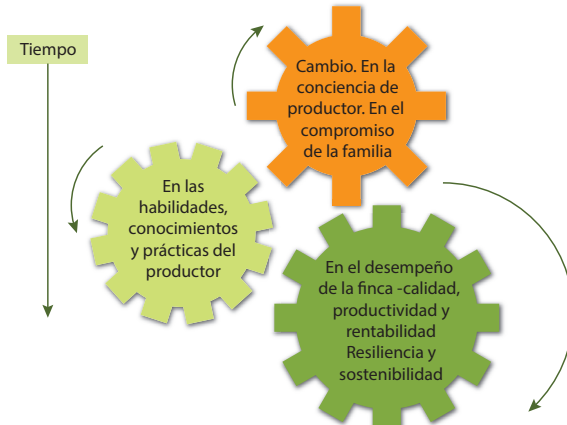 Tiempo
Cambio. En la
conciencia de
productor. En el
compromiso
de la familia
En las
habilidades,
conocimientos
y prácticas del
productor
En el desempeño
de la finca -calidad,
productividad y
rentabilidad
Resiliencia y
sostenibilidad